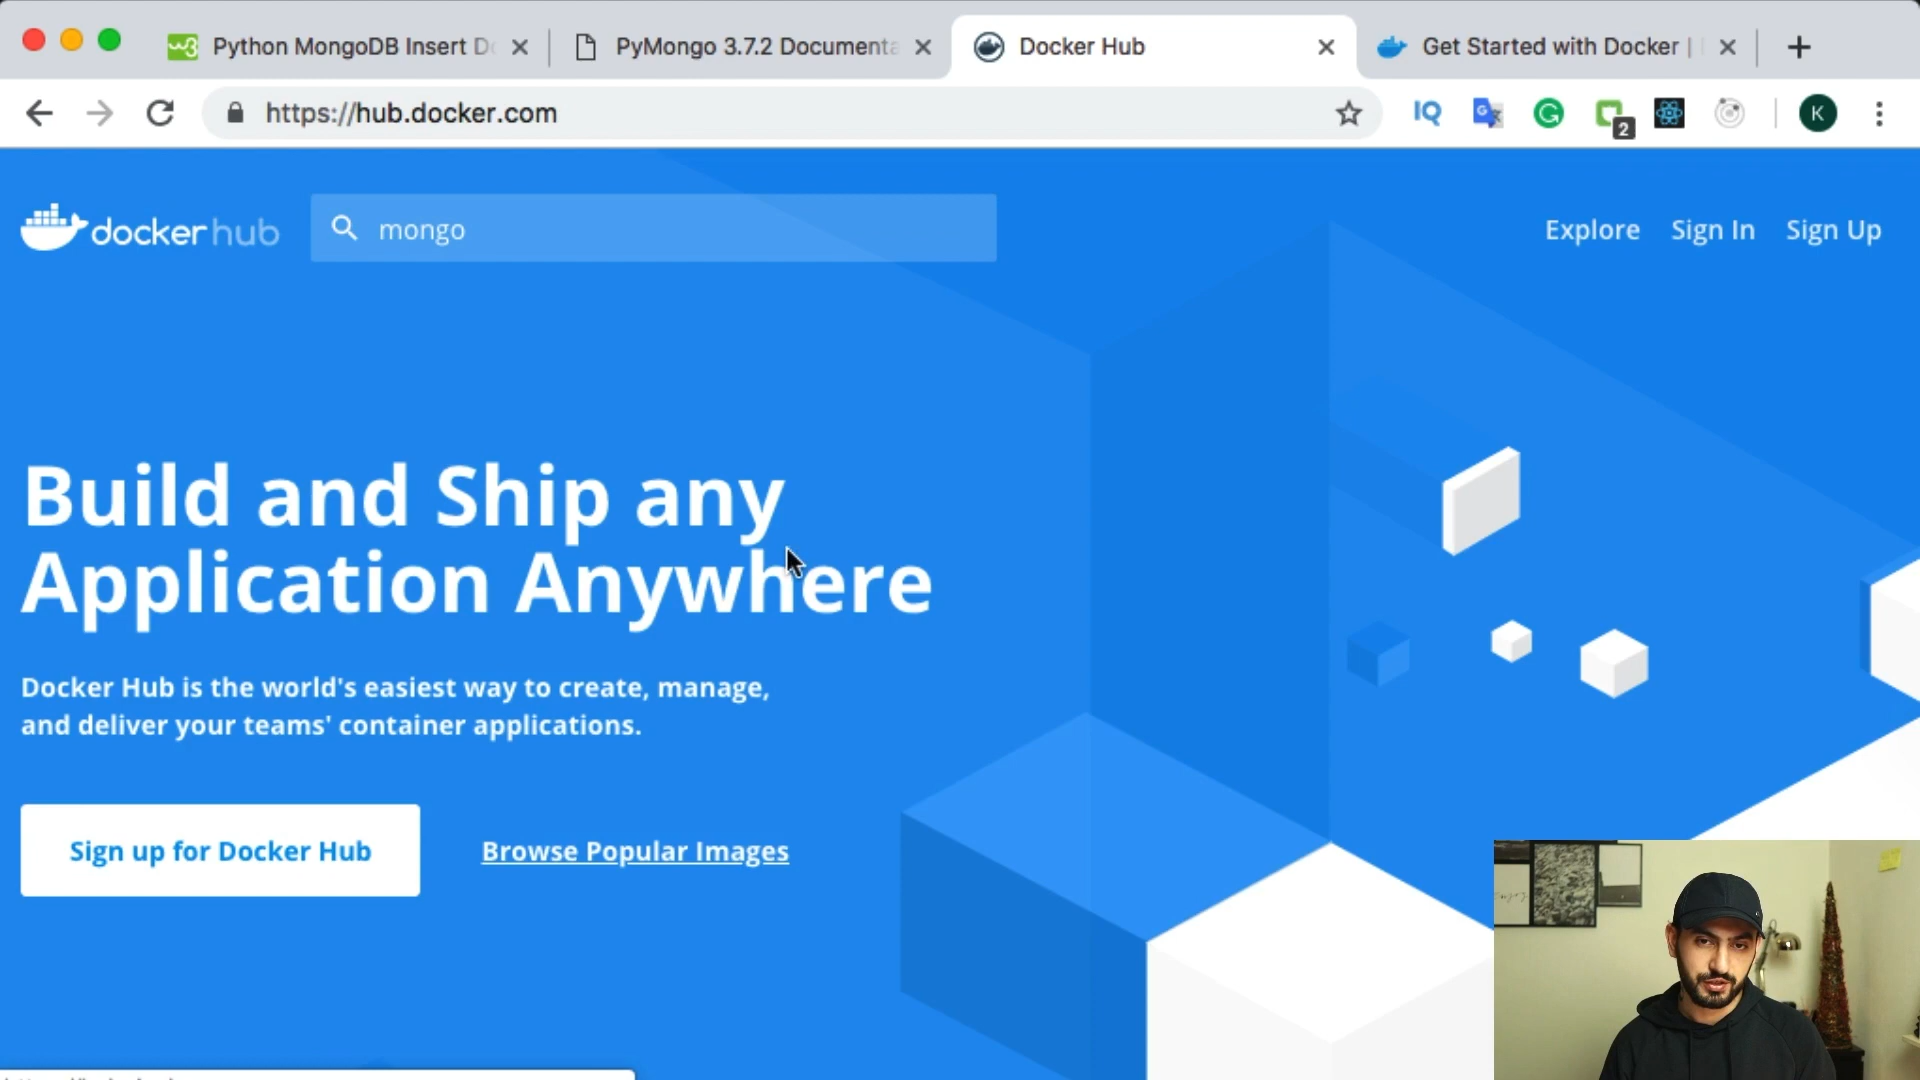 Python MongoDB Insert D
PyMongo 3.7.2 Documenta
Docker Hub
Get Started with Docker |
https://hub.docker.com
IQ
G
2
K
docker hub
mongo
Explore
Sign In
Sign Up
Build and Ship any
Application Anywhere
Docker Hub is the world's easiest way to create, manage,
and deliver your teams' container applications.
Sign up for Docker Hub
Browse Popular Images